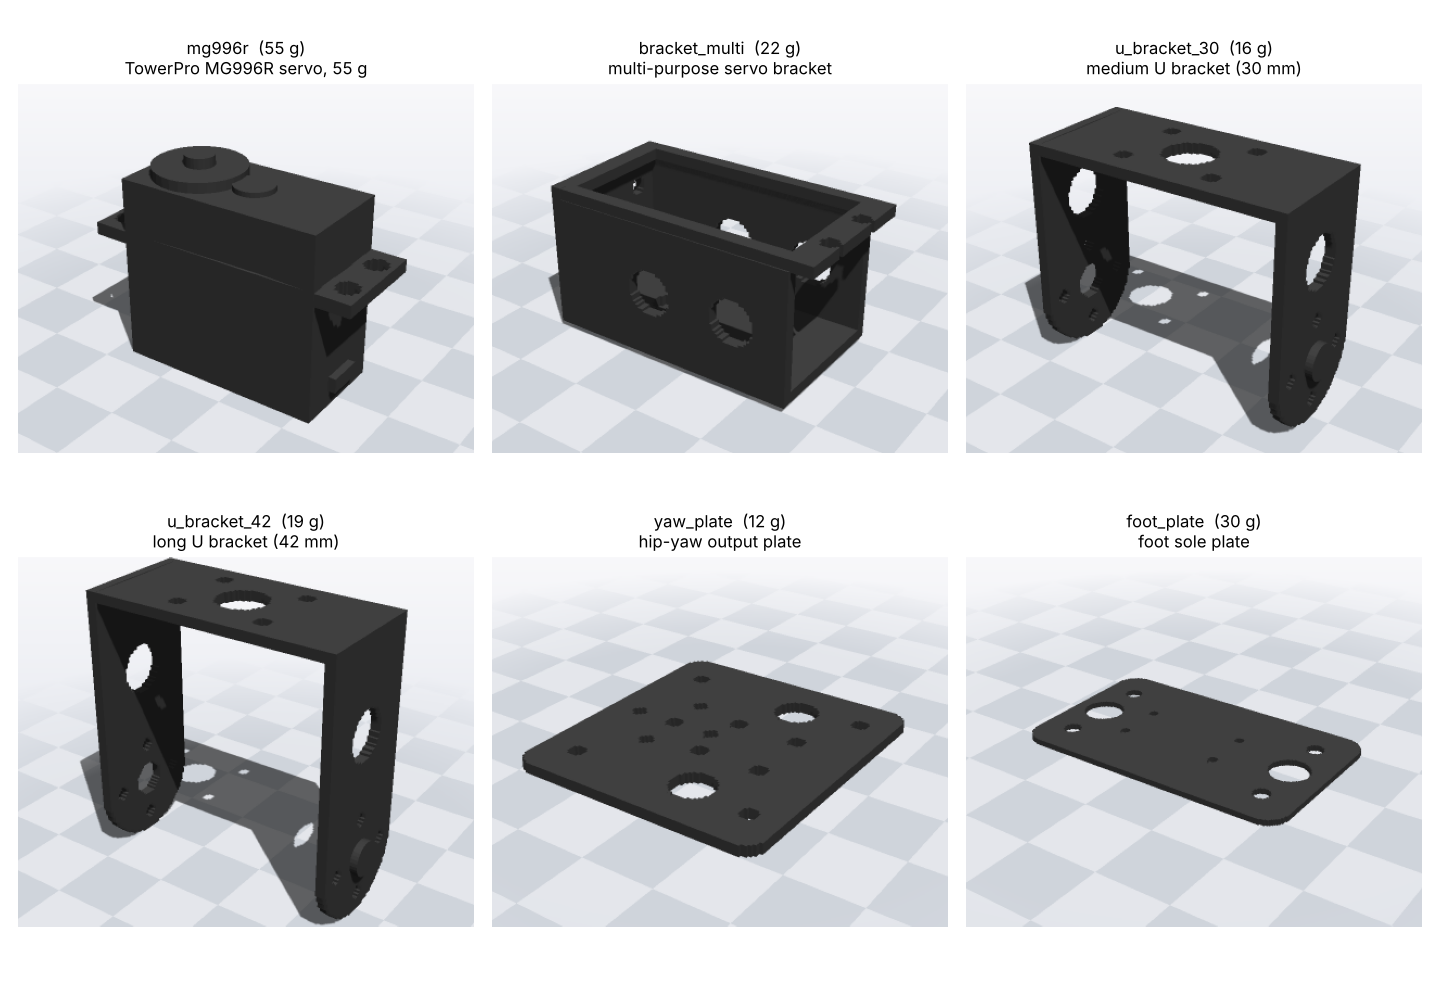 mg996r (55 g)
TowerPro MG996R servo, 55 g
bracket_multi (22 g)
multi-purpose servo bracket
u_bracket_30 (16 g)
medium U bracket (30 mm)
u_bracket_42 (19 g)
long U bracket (42 mm)
yaw_plate (12 g)
hip-yaw output plate
foot_plate (30 g)
foot sole plate